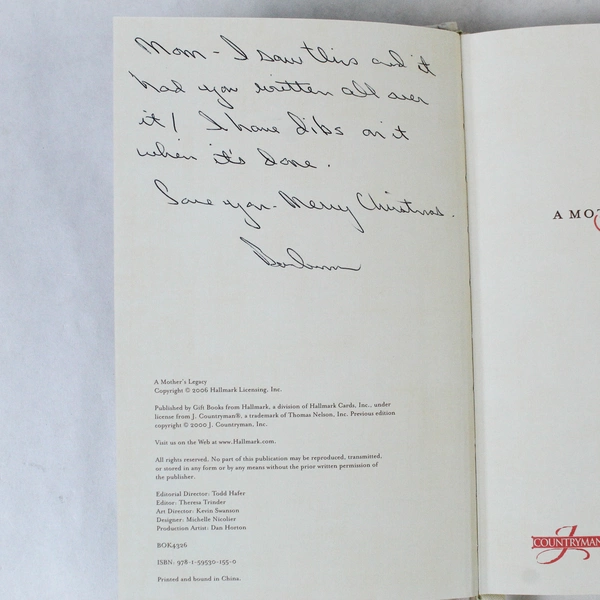 Mom - I saw this and it
had you written all over
it! I have dibs on it
when it's done.
Love you. Merry Christmas.
A Mother's Legacy
Copyright © 2006 Hallmark Licensing, Inc.
Published by Gift Books from Hallmark, a division of Hallmark Cards, Inc., under
license from J. Countryman®, a trademark of Thomas Nelson, Inc. Previous edition
copyright © 2000 J. Countryman, Inc.
Visit us on the Web at www.Hallmark.com.
All rights reserved. No part of this publication may be reproduced, transmitted,
or stored in any form or by any means without the prior written permission of
the publisher.
Editorial Director: Todd Hafer
Editor: Theresa Trinder
Art Director: Kevin Swanson
Designer: Michelle Nicolier
Production Artist: Dan Horton
BOK4326
ISBN: 978-1-59530-155-0
Printed and bound in China.
A MO
J
COUNTRYMAN